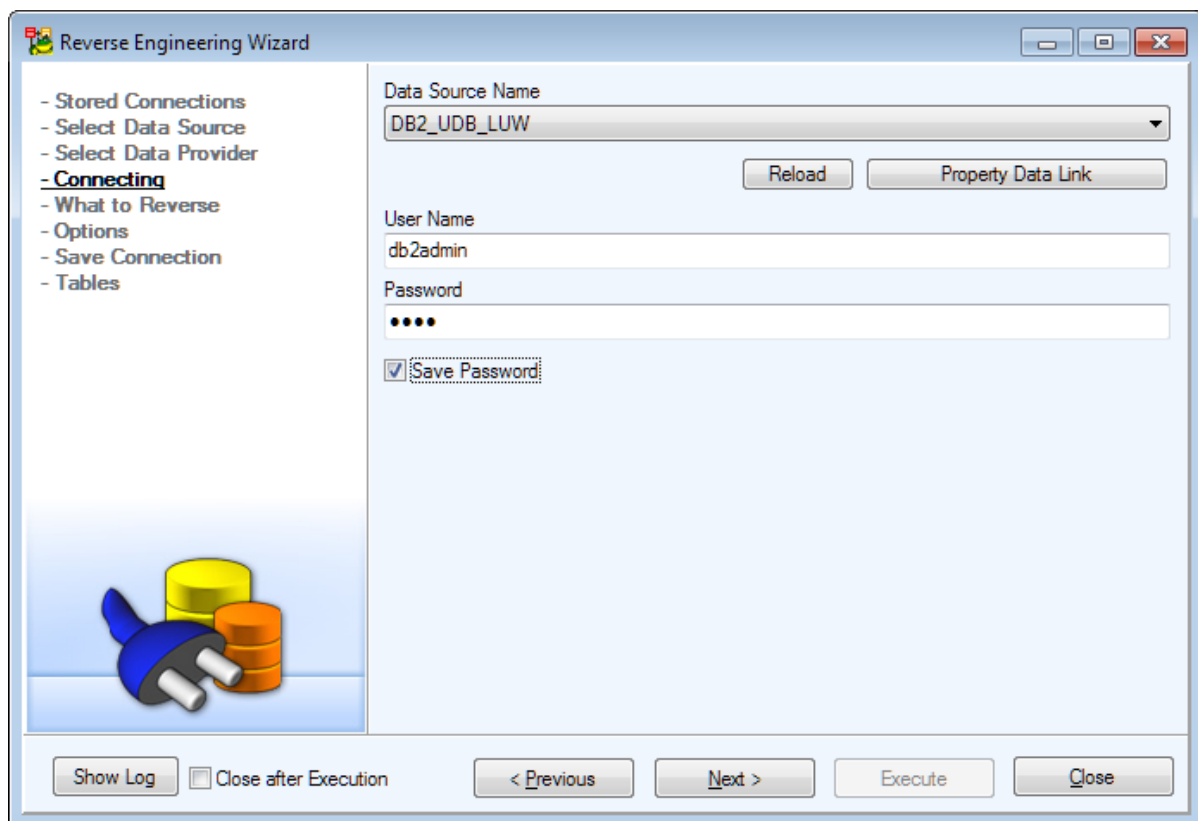 Reverse Engineering Wizard
- Stored Connections
- Select Data Source
- Select Data Provider
- Connecting
- What to Reverse
- Options
- Save Connection
- Tables
Data Source Name
DB2_UDB_LUW
Reload Property Data Link
User Name
db2admin
Password
••••
Save Password
Show Log Close after Execution < Previous Next > Execute Close